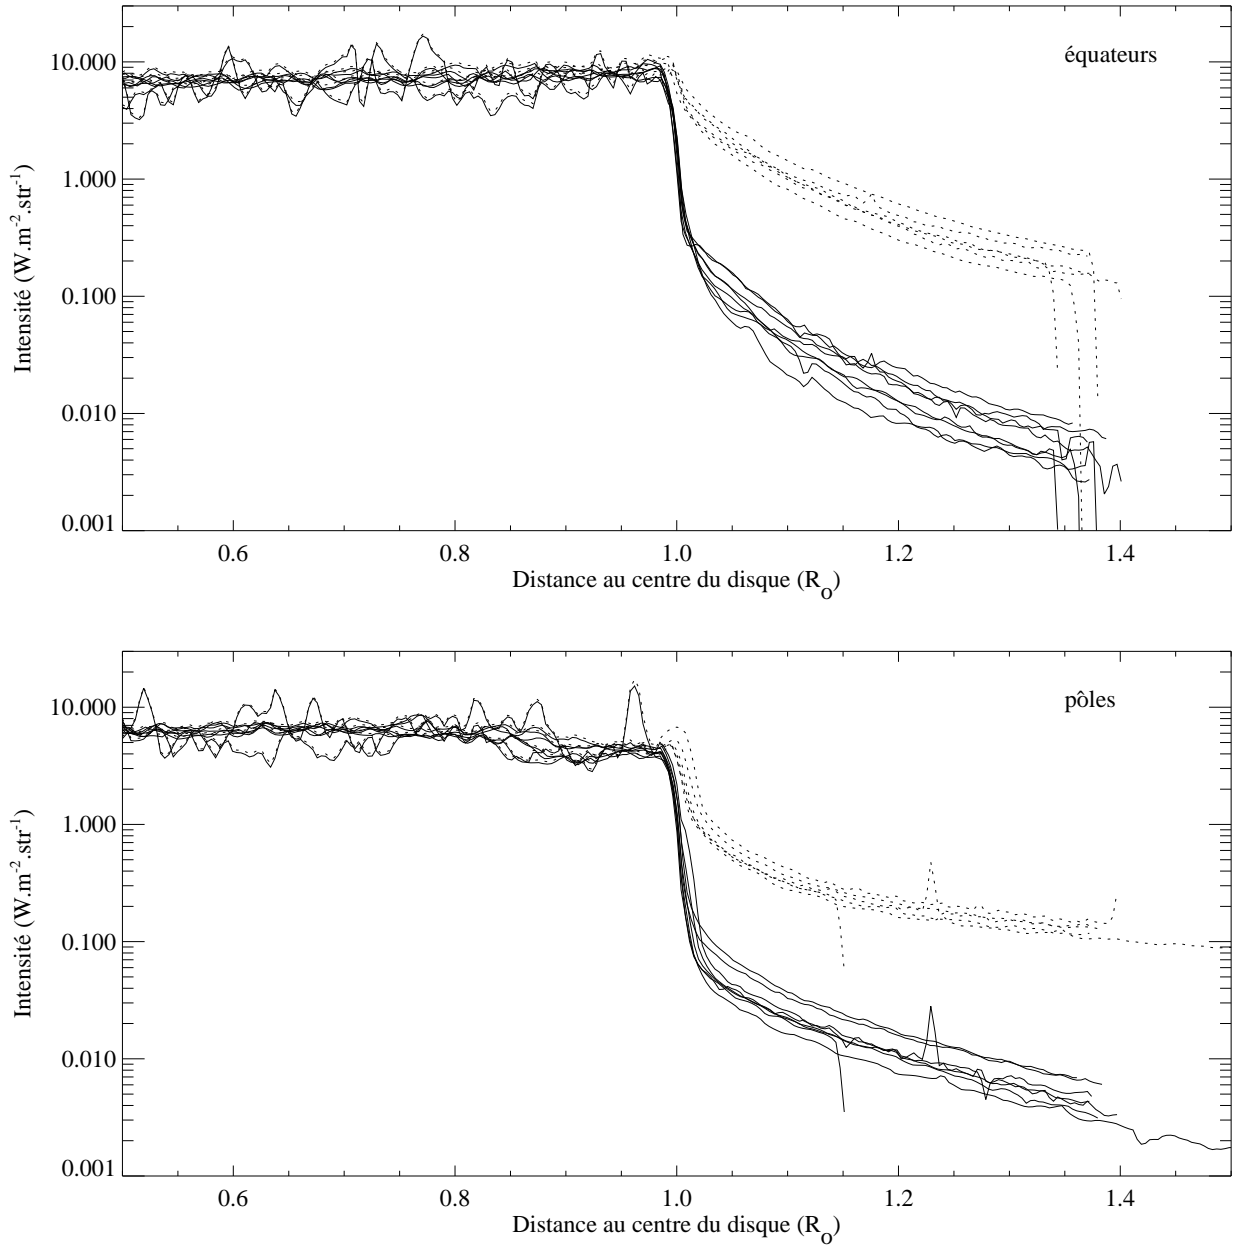 équateurs
10.000
1.000
0.100
0.010
0.001
Intensité (W.m-2.str-1)
0.6 0.8 1.0 1.2 1.4
Distance au centre du disque (Ro)
pôles
10.000
1.000
0.100
0.010
0.001
Intensité (W.m-2.str-1)
0.6 0.8 1.0 1.2 1.4
Distance au centre du disque (Ro)